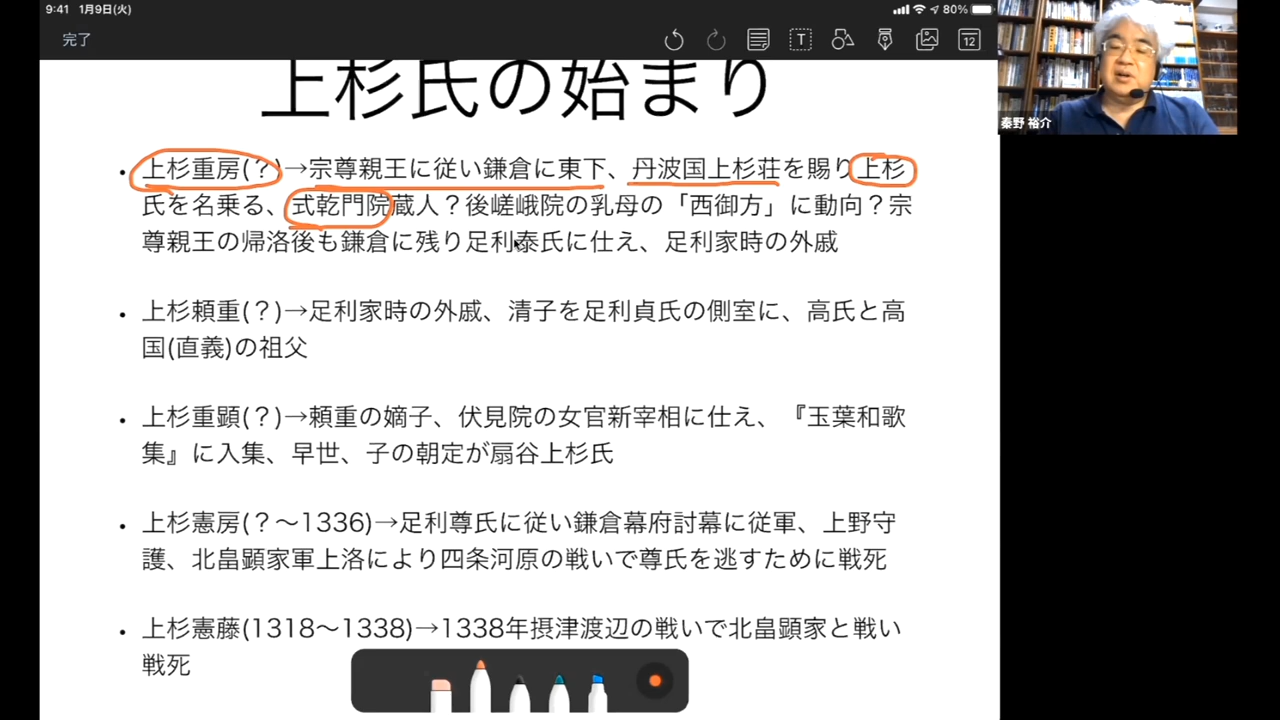 9:41 1月9日(火)
80%
完了
12
上杉氏の始まり
• 上杉重房(？)→宗尊親王に従い鎌倉に東下、丹波国上杉荘を賜り上杉
氏を名乗る、式乾門院蔵人？後嵯峨院の乳母の「西御方」に動向？宗
尊親王の帰洛後も鎌倉に残り足利泰氏に仕え、足利家時の外戚
• 上杉頼重(？)→足利家時の外戚、清子を足利貞氏の側室に、高氏と高
国(直義)の祖父
• 上杉重顕(？)→頼重の嫡子、伏見院の女官新宰相に仕え、『玉葉和歌
集』に入集、早世、子の朝定が扇谷上杉氏
• 上杉憲房(？〜1336)→足利尊氏に従い鎌倉幕府討幕に従軍、上野守
護、北畠顕家軍上洛により四条河原の戦いで尊氏を逃すために戦死
• 上杉憲藤(1318〜1338)→1338年摂津渡辺の戦いで北畠顕家と戦い
戦死
秦野 裕介